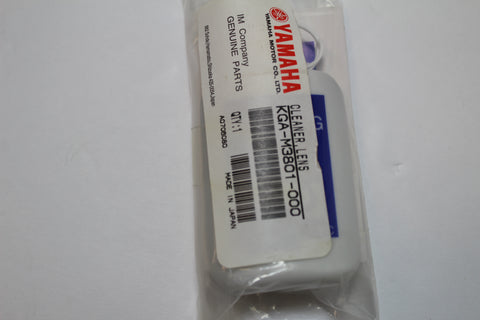 YAMAHA
YAMAHA MOTOR CO., LTD.
IM Company
GENUINE PARTS
CLEANER, LENS
KGA-M3801-000
QTY:1
A0705080
MADE IN JAPAN